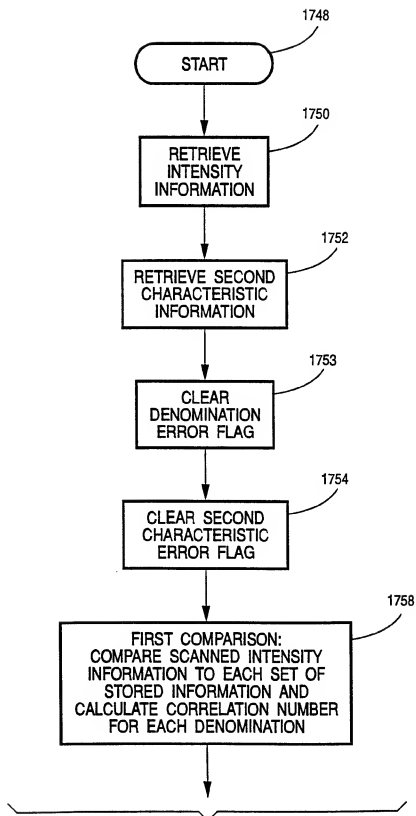 1748
START
1750
RETRIEVE
INTENSITY
INFORMATION
1752
RETRIEVE SECOND
CHARACTERISTIC
INFORMATION
1753
CLEAR
DENOMINATION
ERROR FLAG
1754
CLEAR SECOND
CHARACTERISTIC
ERROR FLAG
1758
FIRST COMPARISON:
COMPARE SCANNED INTENSITY
INFORMATION TO EACH SET OF
STORED INFORMATION AND
CALCULATE CORRELATION NUMBER
FOR EACH DENOMINATION